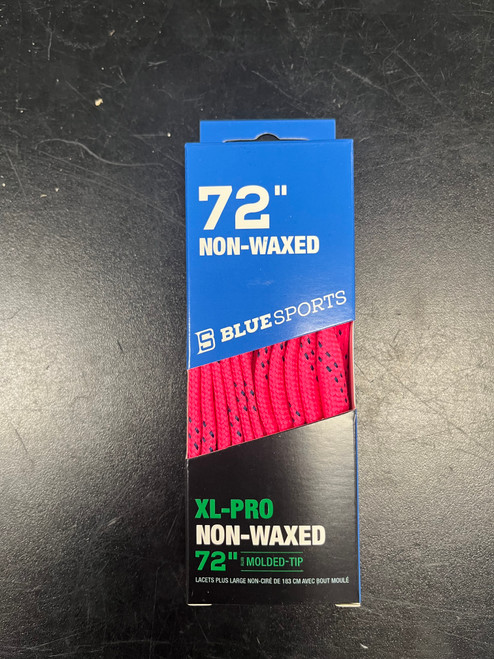 72"
NON-WAXED
BLUESPORTS
XL-PRO
NON-WAXED
72" MOLDED-TIP
LACETS PLUS LARGE NON-CIRÉ DE 183 CM AVEC BOUT MOULÉ